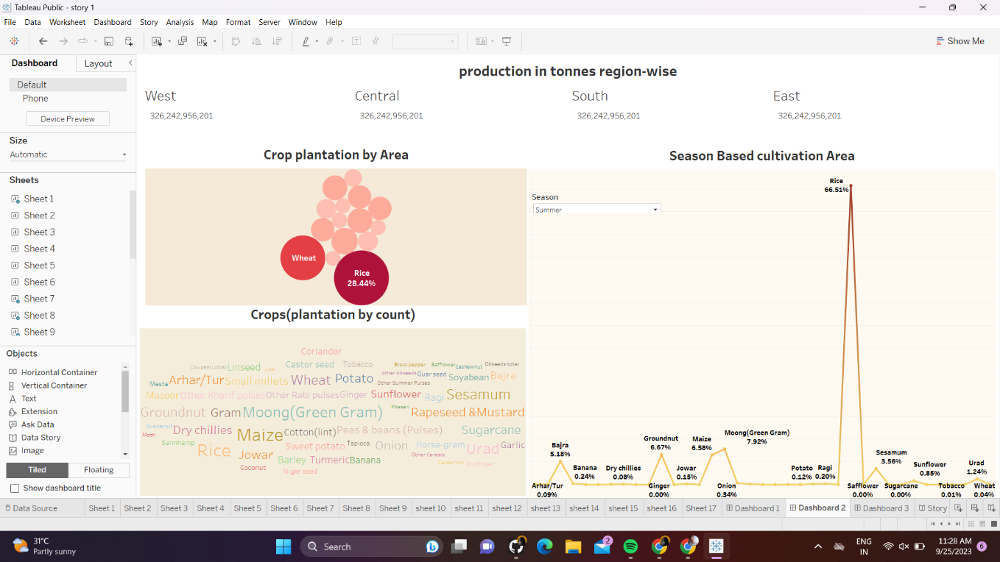 Tableau Public - story 1
File Data Worksheet Dashboard Story Analysis Map Format Server Window Help
Show Me
Dashboard Layout
Default
Phone
Device Preview
Size
Automatic
Sheets
Sheet 1
Sheet 2
Sheet 3
Sheet 4
Sheet 5
Sheet 6
Sheet 7
Sheet 8
Sheet 9
Objects
Horizontal Container
Vertical Container
Text
Extension
Ask Data
Data Story
Image
Tiled Floating
Show dashboard title
production in tonnes region-wise
West Central South East
326,242,956,201 326,242,956,201 326,242,956,201 326,242,956,201
Crop plantation by Area
Wheat
Rice
28.44%
Crops(plantation by count)
Coriander
Cowpea(Lobia) Linseed Jute Castor seed Tobacco Black pepper Safflower Cashewnut Oilseeds total
Mesta Arhar/Tur Small millets Wheat Potato other oilseeds Guar seed Soyabean Bajra
Other Summer Pulses
Masoor Other Kharif pulses Other Rabi pulses Ginger Sunflower Ragi Sesamum
Groundnut Gram Moong(Green Gram) Khesari Rapeseed &Mustard
Arecanut Dry chillies Maize Cotton(lint) Peas & beans (Pulses) Sugarcane
Moth
Sannhamp Rice Sweet potato Tapioca Onion Horse-gram Urad Garlic
Jowar Barley Turmeric Banana Other Cereals Cardamom Dry Ginger
Coconut Niger seed
Season Based cultivation Area
Season
Summer
Rice
66.51%
Bajra
5.18%
Banana
0.24%
Dry chillies
0.08%
Groundnut
6.67%
Jowar
0.15%
Maize
6.58%
Moong(Green Gram)
7.92%
Potato
0.12%
Ragi
0.20%
Sesamum
3.56%
Sunflower
0.85%
Urad
1.24%
Arhar/Tur
0.09%
Ginger
0.00%
Onion
0.34%
Safflower
0.00%
Sugarcane
0.00%
Tobacco
0.01%
Wheat
0.04%
Data Source Sheet 1 Sheet 2 Sheet 3 Sheet 4 Sheet 5 Sheet 6 Sheet 7 Sheet 8 Sheet 9 sheet 10 sheet 11 sheet 12 sheet 13 sheet 14 sheet 15 sheet 16 Sheet 17 Dashboard 1 Dashboard 2 Dashboard 3 Story
31°C
Partly sunny
Search
2
ENG
IN
11:28 AM
9/25/2023
6